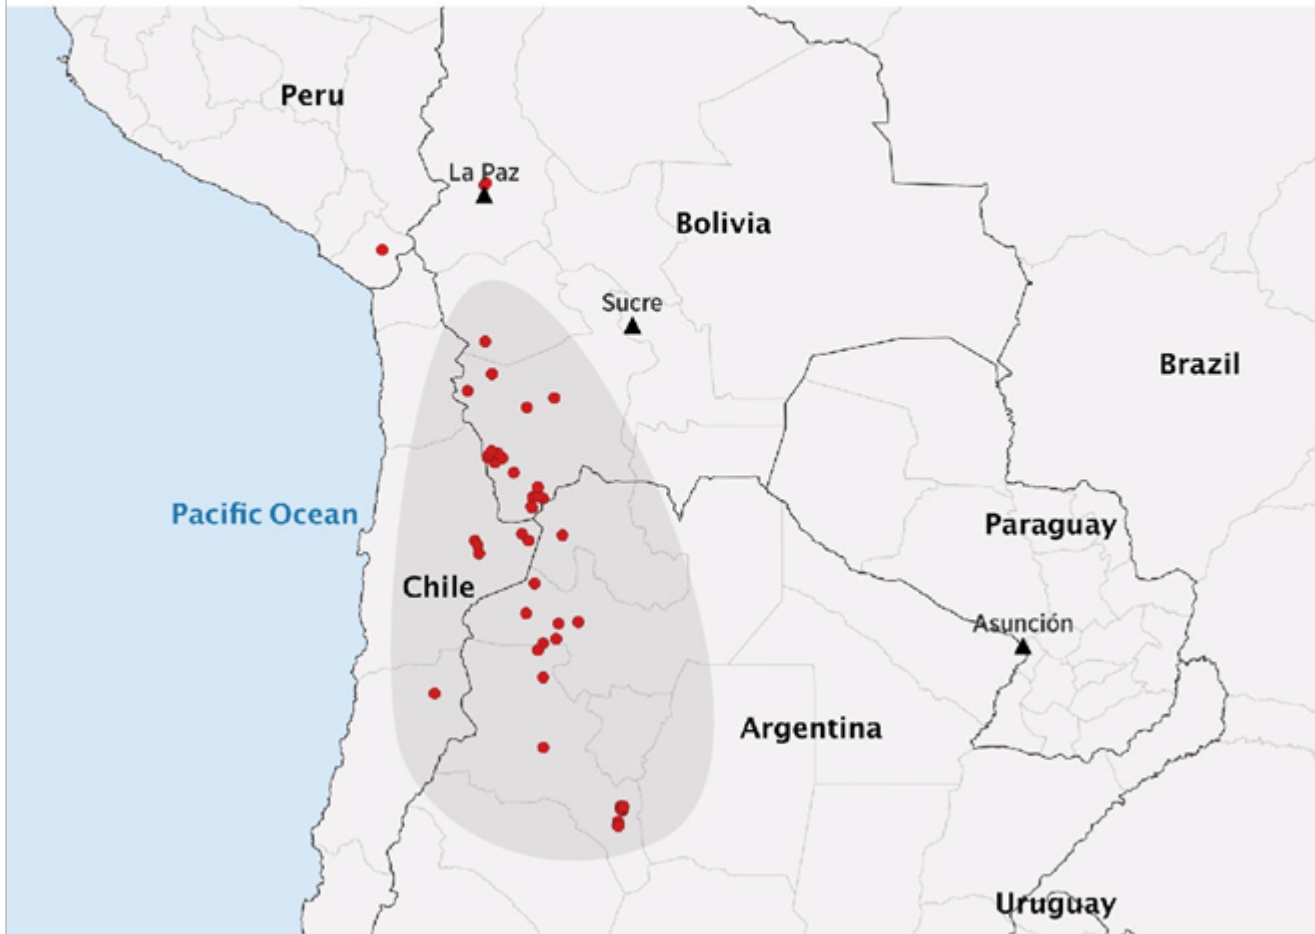 Peru
La Paz
Bolivia
Sucre
Brazil
Pacific Ocean
Paraguay
Chile
Asunción
Argentina
Uruguay